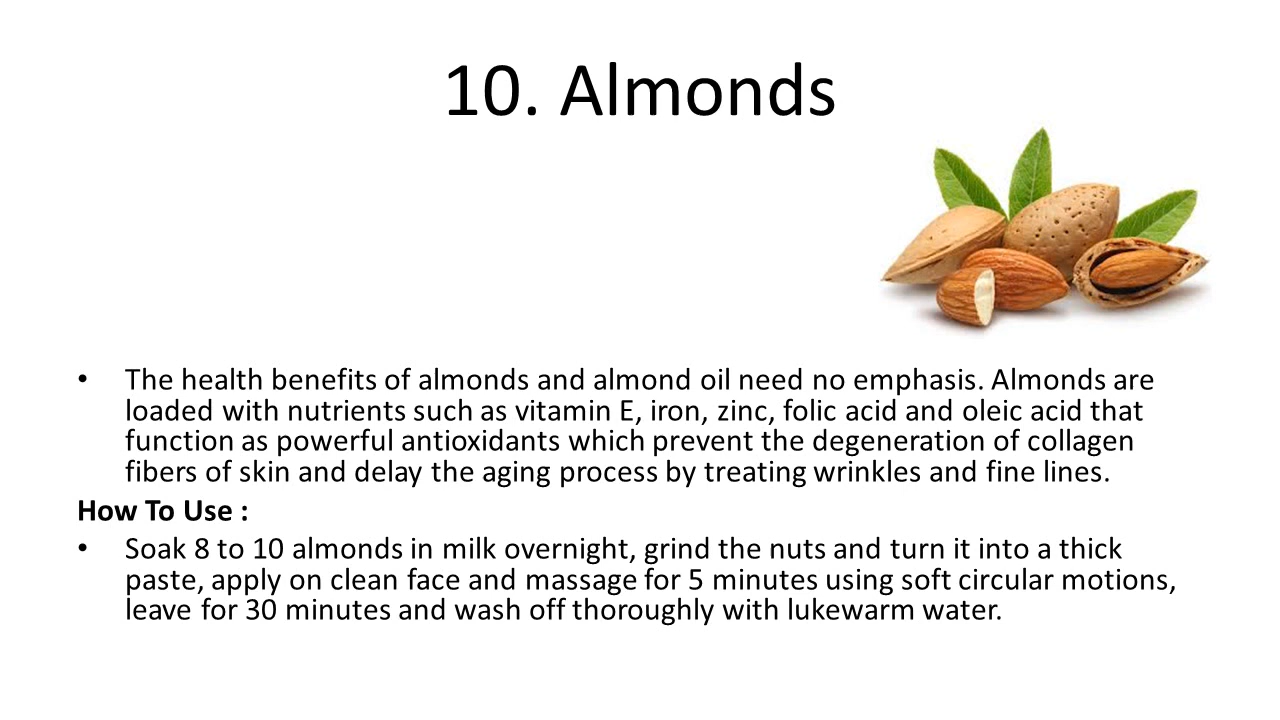 10. Almonds
• The health benefits of almonds and almond oil need no emphasis. Almonds are
loaded with nutrients such as vitamin E, iron, zinc, folic acid and oleic acid that
function as powerful antioxidants which prevent the degeneration of collagen
fibers of skin and delay the aging process by treating wrinkles and fine lines.
How To Use :
• Soak 8 to 10 almonds in milk overnight, grind the nuts and turn it into a thick
paste, apply on clean face and massage for 5 minutes using soft circular motions,
leave for 30 minutes and wash off thoroughly with lukewarm water.